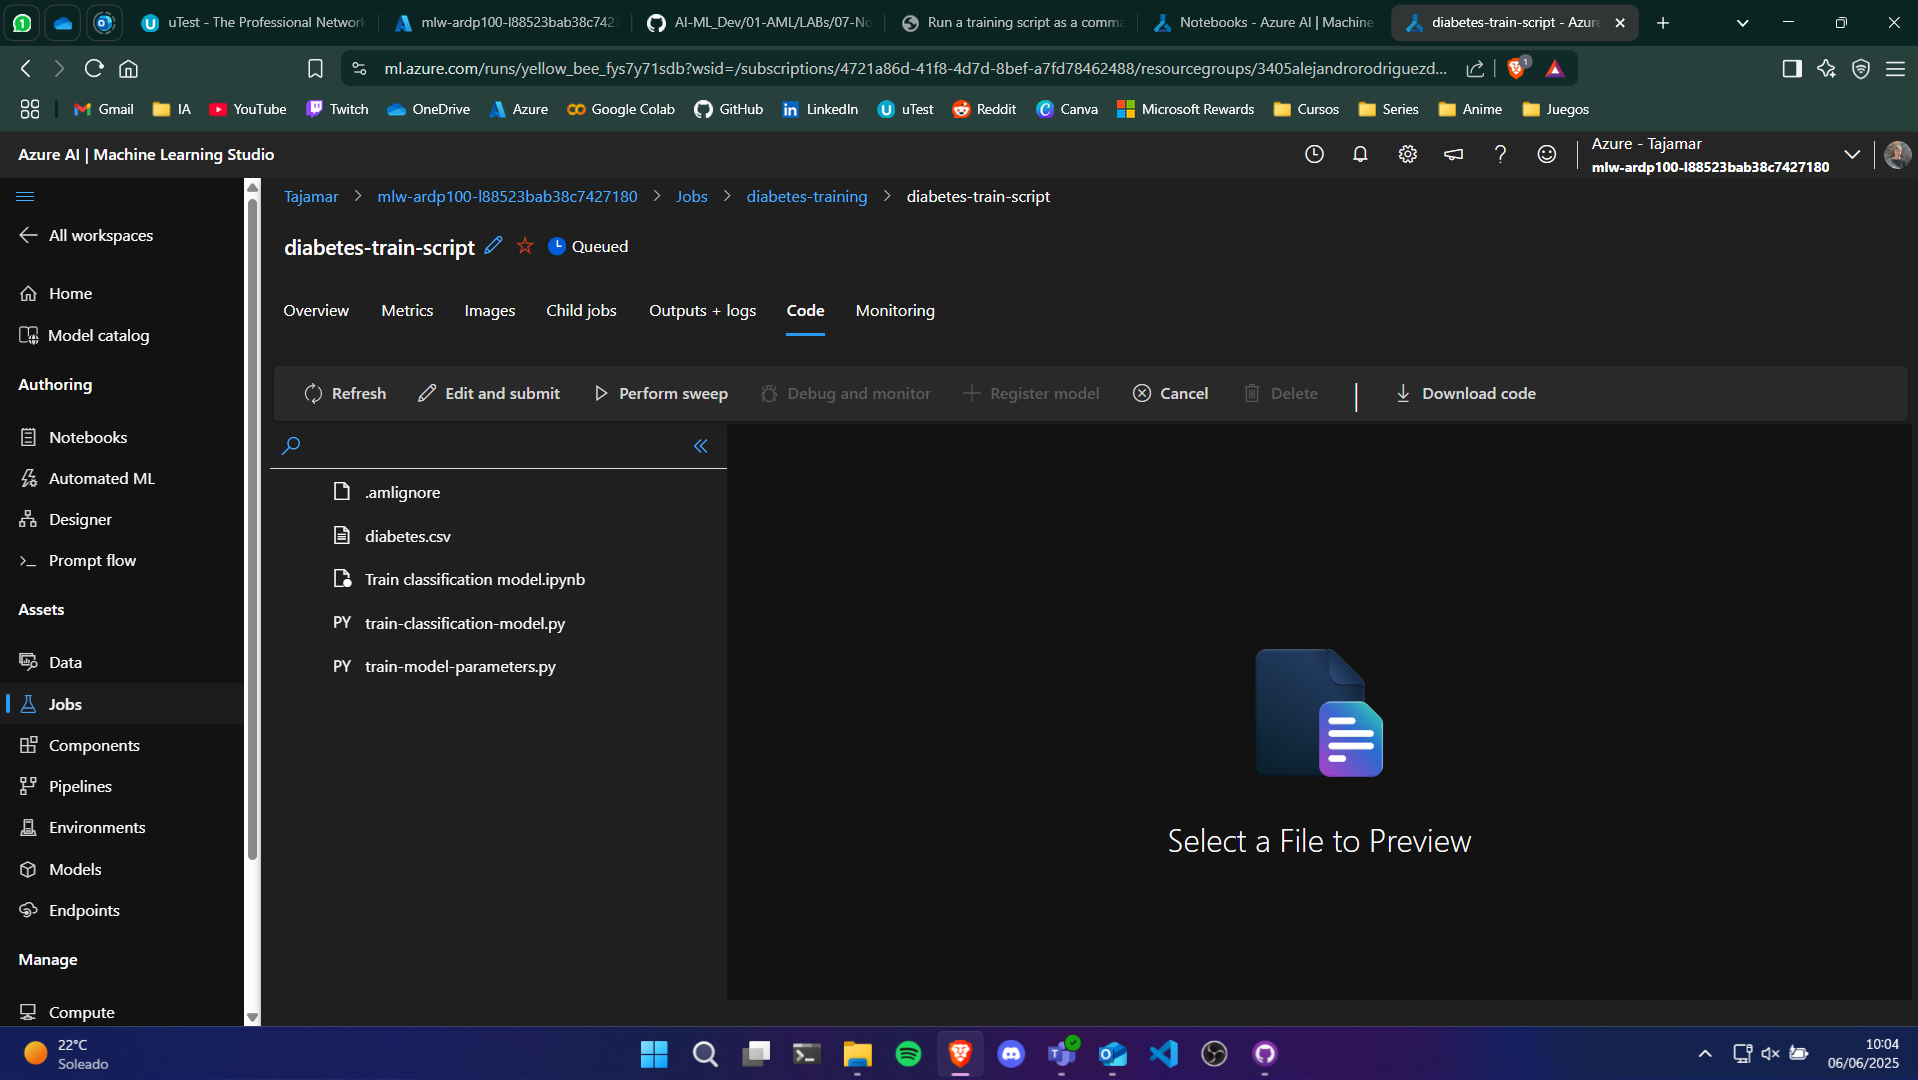 uTest - The Professional Network
mlw-ardp100-l88523bab38c7427
AI-ML_Dev/01-AML/LABs/07-No
Run a training script as a comma
Notebooks - Azure AI | Machine
diabetes-train-script - Azure
ml.azure.com/runs/yellow_bee_fys7y71sdb?wsid=/subscriptions/4721a86d-41f8-4d7d-8bef-a7fd78462488/resourcegroups/3405alejandrorodriguezd...
1
Gmail
IA
YouTube
Twitch
OneDrive
Azure
Google Colab
GitHub
LinkedIn
uTest
Reddit
Canva
Microsoft Rewards
Cursos
Series
Anime
Juegos
Azure AI | Machine Learning Studio
Azure - Tajamar
mlw-ardp100-l88523bab38c7427180
Tajamar > mlw-ardp100-l88523bab38c7427180 > Jobs > diabetes-training > diabetes-train-script
All workspaces
Home
Model catalog
Authoring
Notebooks
Automated ML
Designer
Prompt flow
Assets
Data
Jobs
Components
Pipelines
Environments
Models
Endpoints
Manage
Compute
diabetes-train-script
Queued
Overview
Metrics
Images
Child jobs
Outputs + logs
Code
Monitoring
Refresh
Edit and submit
Perform sweep
Debug and monitor
Register model
Cancel
Delete
Download code
.amlignore
diabetes.csv
Train classification model.ipynb
PY train-classification-model.py
PY train-model-parameters.py
Select a File to Preview
22°C
Soleado
10:04
06/06/2025